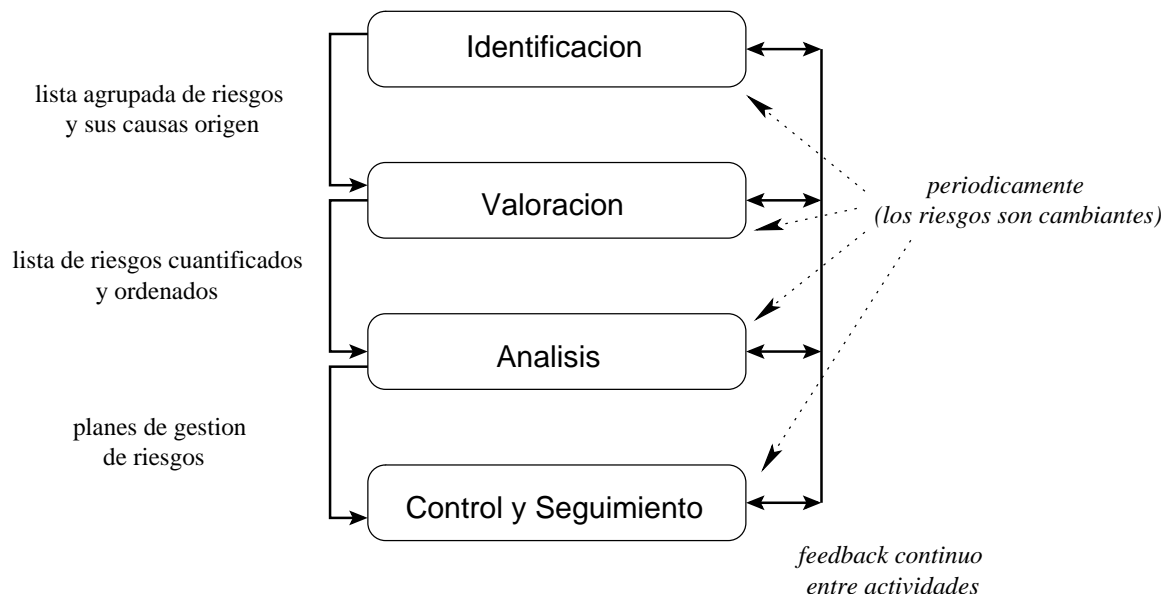 Identificacion
lista agrupada de riesgos
y sus causas origen
Valoracion
periodicamente
(los riesgos son cambiantes)
lista de riesgos cuantificados
y ordenados
Analisis
planes de gestion
de riesgos
Control y Seguimiento
feedback continuo
entre actividades